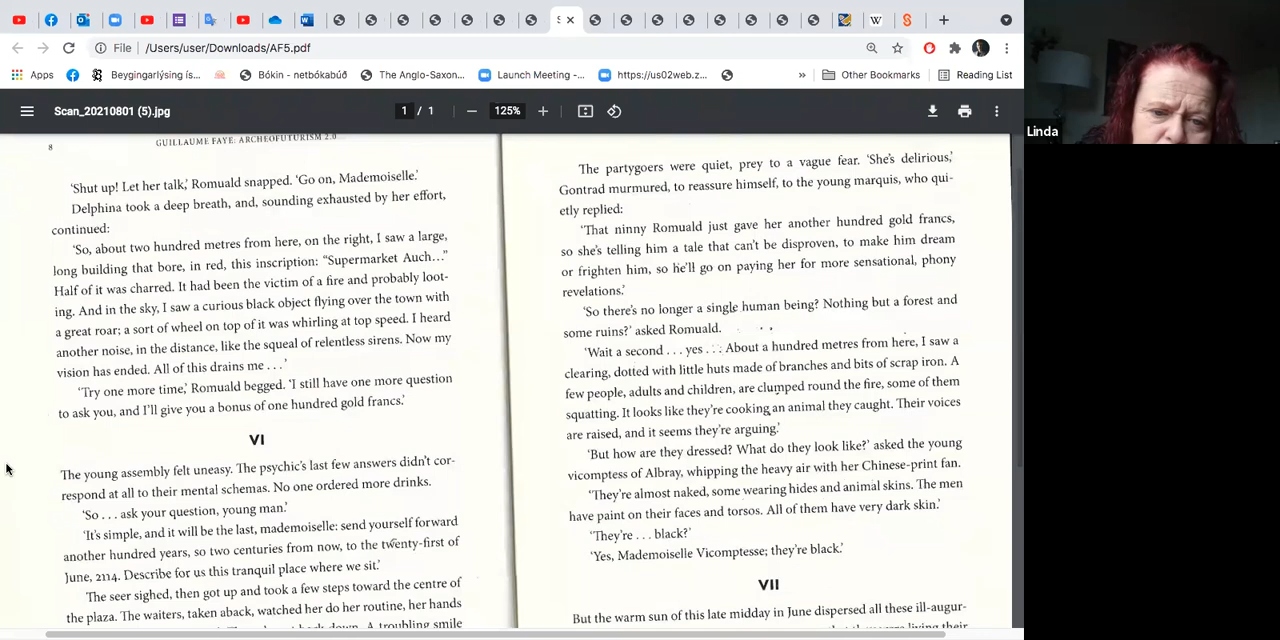 File
/Users/user/Downloads/AF5.pdf
Apps
Beygingarlýsing ís...
Bókin - netbókabúð
The Anglo-Saxon...
Launch Meeting -...
https://us02web.z...
»
Other Bookmarks
Reading List
Scan_20210801 (5).jpg
1 / 1
125%
Linda
8
GUILLAUME FAYE: ARCHEOFUTURISM 2.0
‘Shut up! Let her talk,’ Romuald snapped. ‘Go on, Mademoiselle.’
Delphina took a deep breath, and, sounding exhausted by her effort,
continued:
‘So, about two hundred metres from here, on the right, I saw a large,
long building that bore, in red, this inscription: “Supermarket Auch…”
Half of it was charred. It had been the victim of a fire and probably loot-
ing. And in the sky, I saw a curious black object flying over the town with
a great roar; a sort of wheel on top of it was whirling at top speed. I heard
another noise, in the distance, like the squeal of relentless sirens. Now my
vision has ended. All of this drains me . . .’
‘Try one more time,’ Romuald begged. ‘I still have one more question
to ask you, and I’ll give you a bonus of one hundred gold francs.’
VI
The young assembly felt uneasy. The psychic’s last few answers didn’t cor-
respond at all to their mental schemas. No one ordered more drinks.
‘So . . . ask your question, young man.’
‘It’s simple, and it will be the last, mademoiselle: send yourself forward
another hundred years, so two centuries from now, to the twenty-first of
June, 2114. Describe for us this tranquil place where we sit.’
The seer sighed, then got up and took a few steps toward the centre of
the plaza. The waiters, taken aback, watched her do her routine, her hands
A troubling smile
The partygoers were quiet, prey to a vague fear. ‘She’s delirious,’
Gontrad murmured, to reassure himself, to the young marquis, who qui-
etly replied:
‘That ninny Romuald just gave her another hundred gold francs,
so she’s telling him a tale that can’t be disproven, to make him dream
or frighten him, so he’ll go on paying her for more sensational, phony
revelations.’
‘So there’s no longer a single human being? Nothing but a forest and
some ruins?’ asked Romuald.
‘Wait a second . . . yes . . . About a hundred metres from here, I saw a
clearing, dotted with little huts made of branches and bits of scrap iron. A
few people, adults and children, are clumped round the fire, some of them
squatting. It looks like they’re cooking an animal they caught. Their voices
are raised, and it seems they’re arguing.’
‘But how are they dressed? What do they look like?’ asked the young
vicomptess of Albray, whipping the heavy air with her Chinese-print fan.
‘They’re almost naked, some wearing hides and animal skins. The men
have paint on their faces and torsos. All of them have very dark skin.’
‘They’re . . . black?’
‘Yes, Mademoiselle Vicomptesse; they’re black.’
VII
But the warm sun of this late midday in June dispersed all these ill-augur-